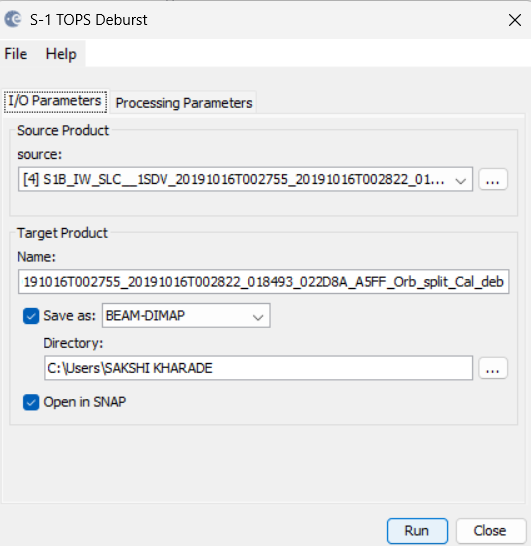 S-1 TOPS Deburst
File Help
I/O Parameters Processing Parameters
Source Product
source:
[4] S1B_IW_SLC__1SDV_20191016T002755_20191016T002822_01... ...
Target Product
Name:
191016T002755_20191016T002822_018493_022D8A_A5FF_Orb_split_Cal_deb
Save as: BEAM-DIMAP
Directory:
C:\Users\SAKSHI KHARADE ...
Open in SNAP
Run Close